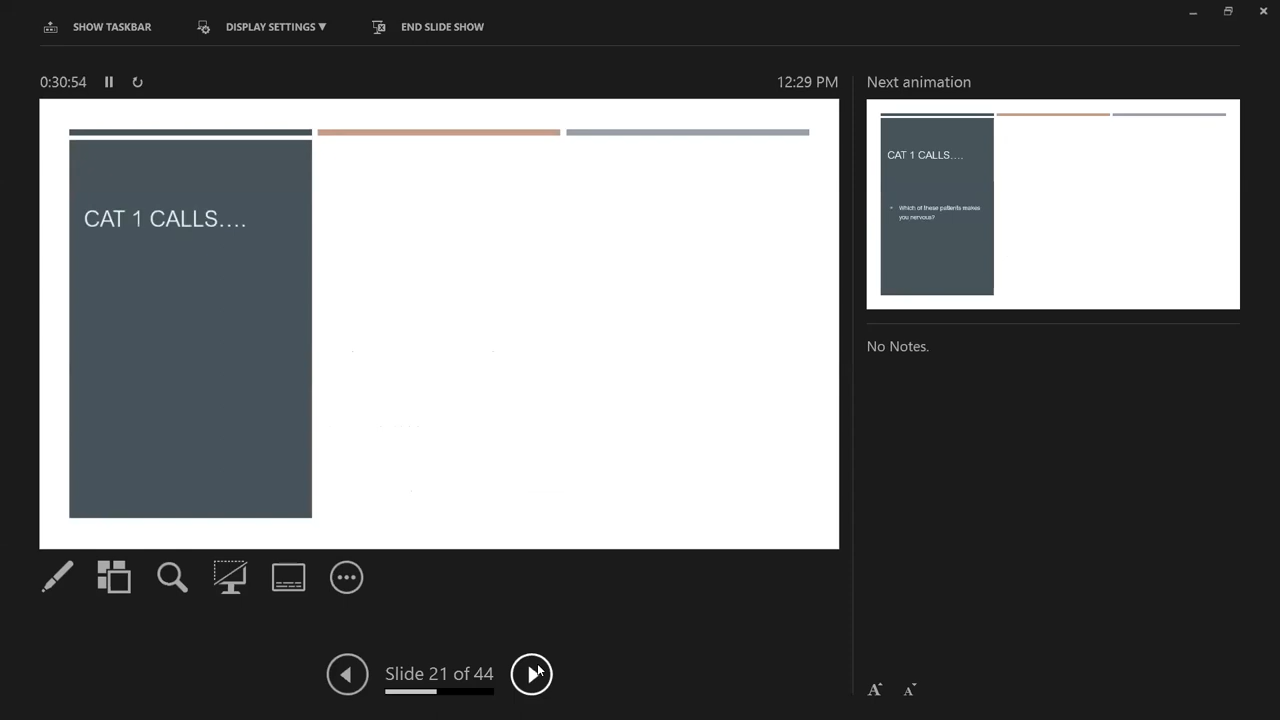 SHOW TASKBAR
DISPLAY SETTINGS ▼
END SLIDE SHOW
0:30:54
12:29 PM
Next animation
CAT 1 CALLS....
CAT 1 CALLS....
Which of these patients makes
you nervous?
No Notes.
Slide 21 of 44
A A